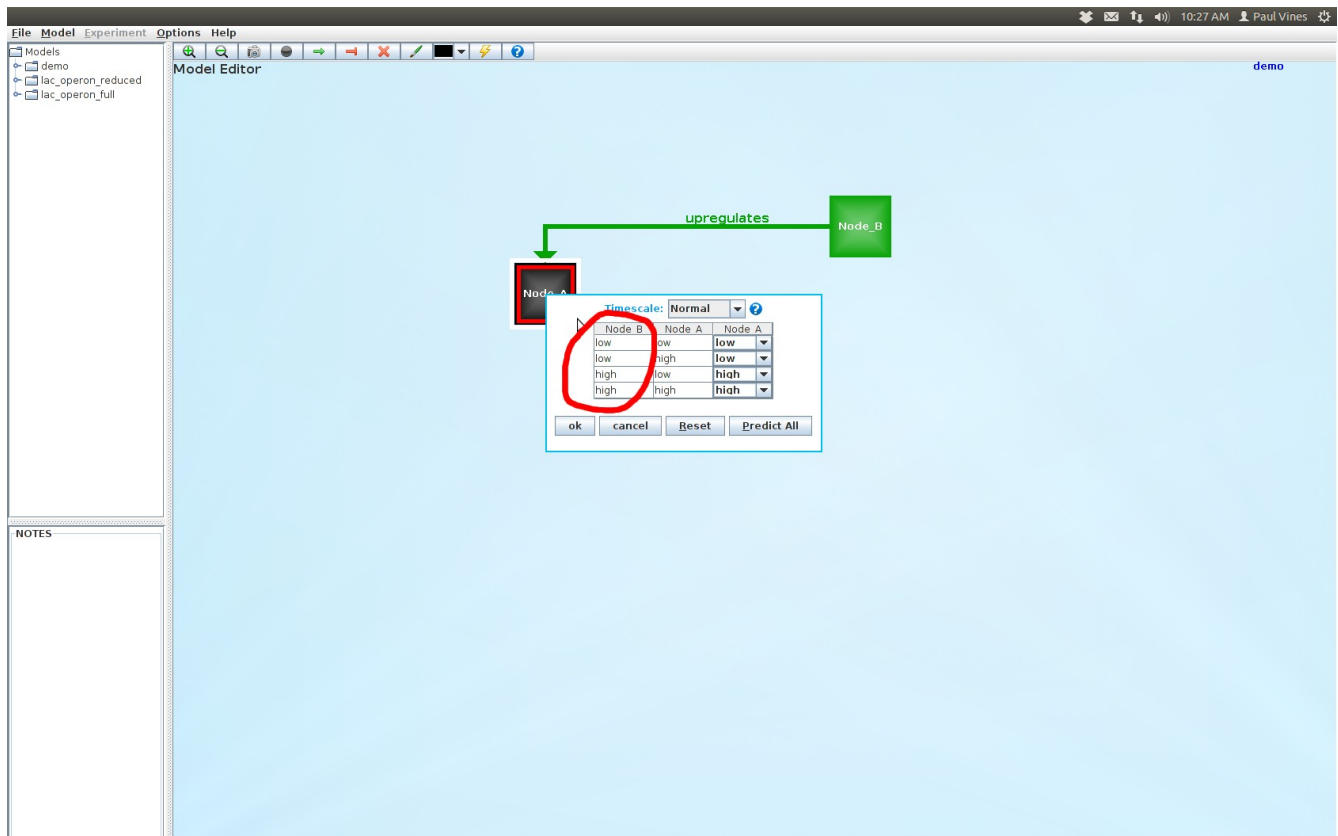 10:27 AM Paul Vines
File Model Experiment Options Help
Models
demo
lac_operon_reduced
lac_operon_full
Model Editor
demo
upregulates
Node_B
Node_A
Timescale: Normal
Node B Node A Node A
low low low
low high low
high low high
high high high
ok cancel Reset Predict All
NOTES